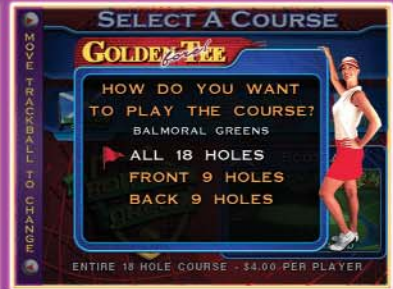 SELECT A COURSE
GOLDEN TEE
fore!
HOW DO YOU WANT
TO PLAY THE COURSE?
BALMORAL GREENS
ALL 18 HOLES
FRONT 9 HOLES
BACK 9 HOLES
MOVE TRACKBALL TO CHANGE
ENTIRE 18 HOLE COURSE - $4.00 PER PLAYER